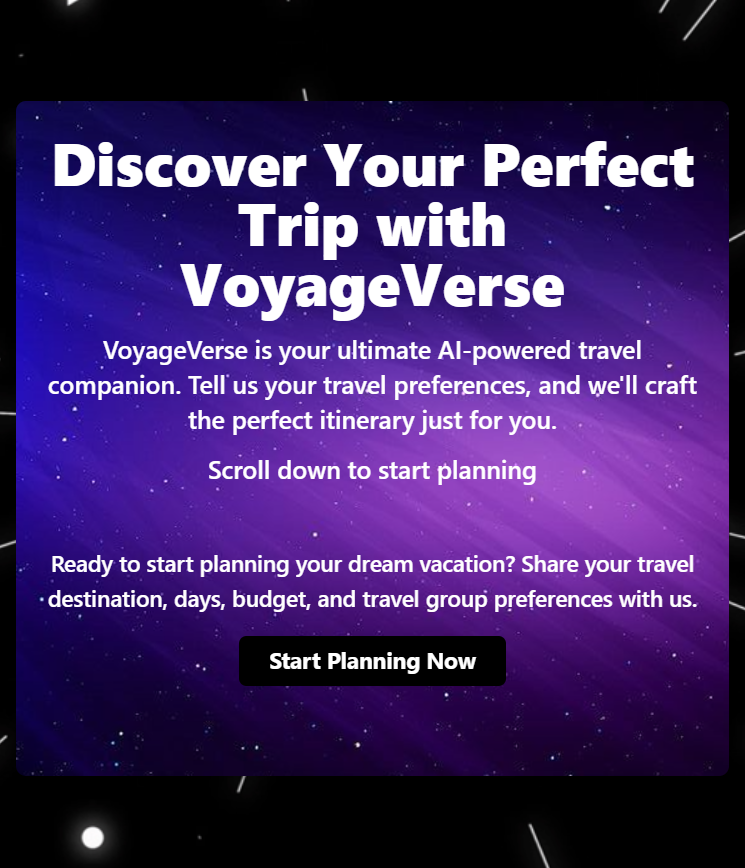 Discover Your Perfect
Trip with
VoyageVerse
VoyageVerse is your ultimate AI-powered travel
companion. Tell us your travel preferences, and we'll craft
the perfect itinerary just for you.
Scroll down to start planning
Ready to start planning your dream vacation? Share your travel
destination, days, budget, and travel group preferences with us.
Start Planning Now